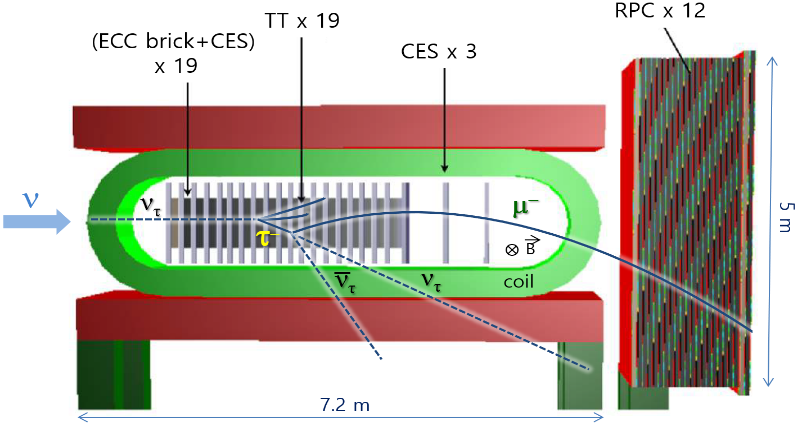 RPC x 12
TT x 19
(ECC brick+CES)
x 19
CES x 3
ν
ντ
τ⁻
μ⁻
⊗ B⃗
ν̅τ
ντ
coil
5 m
7.2 m